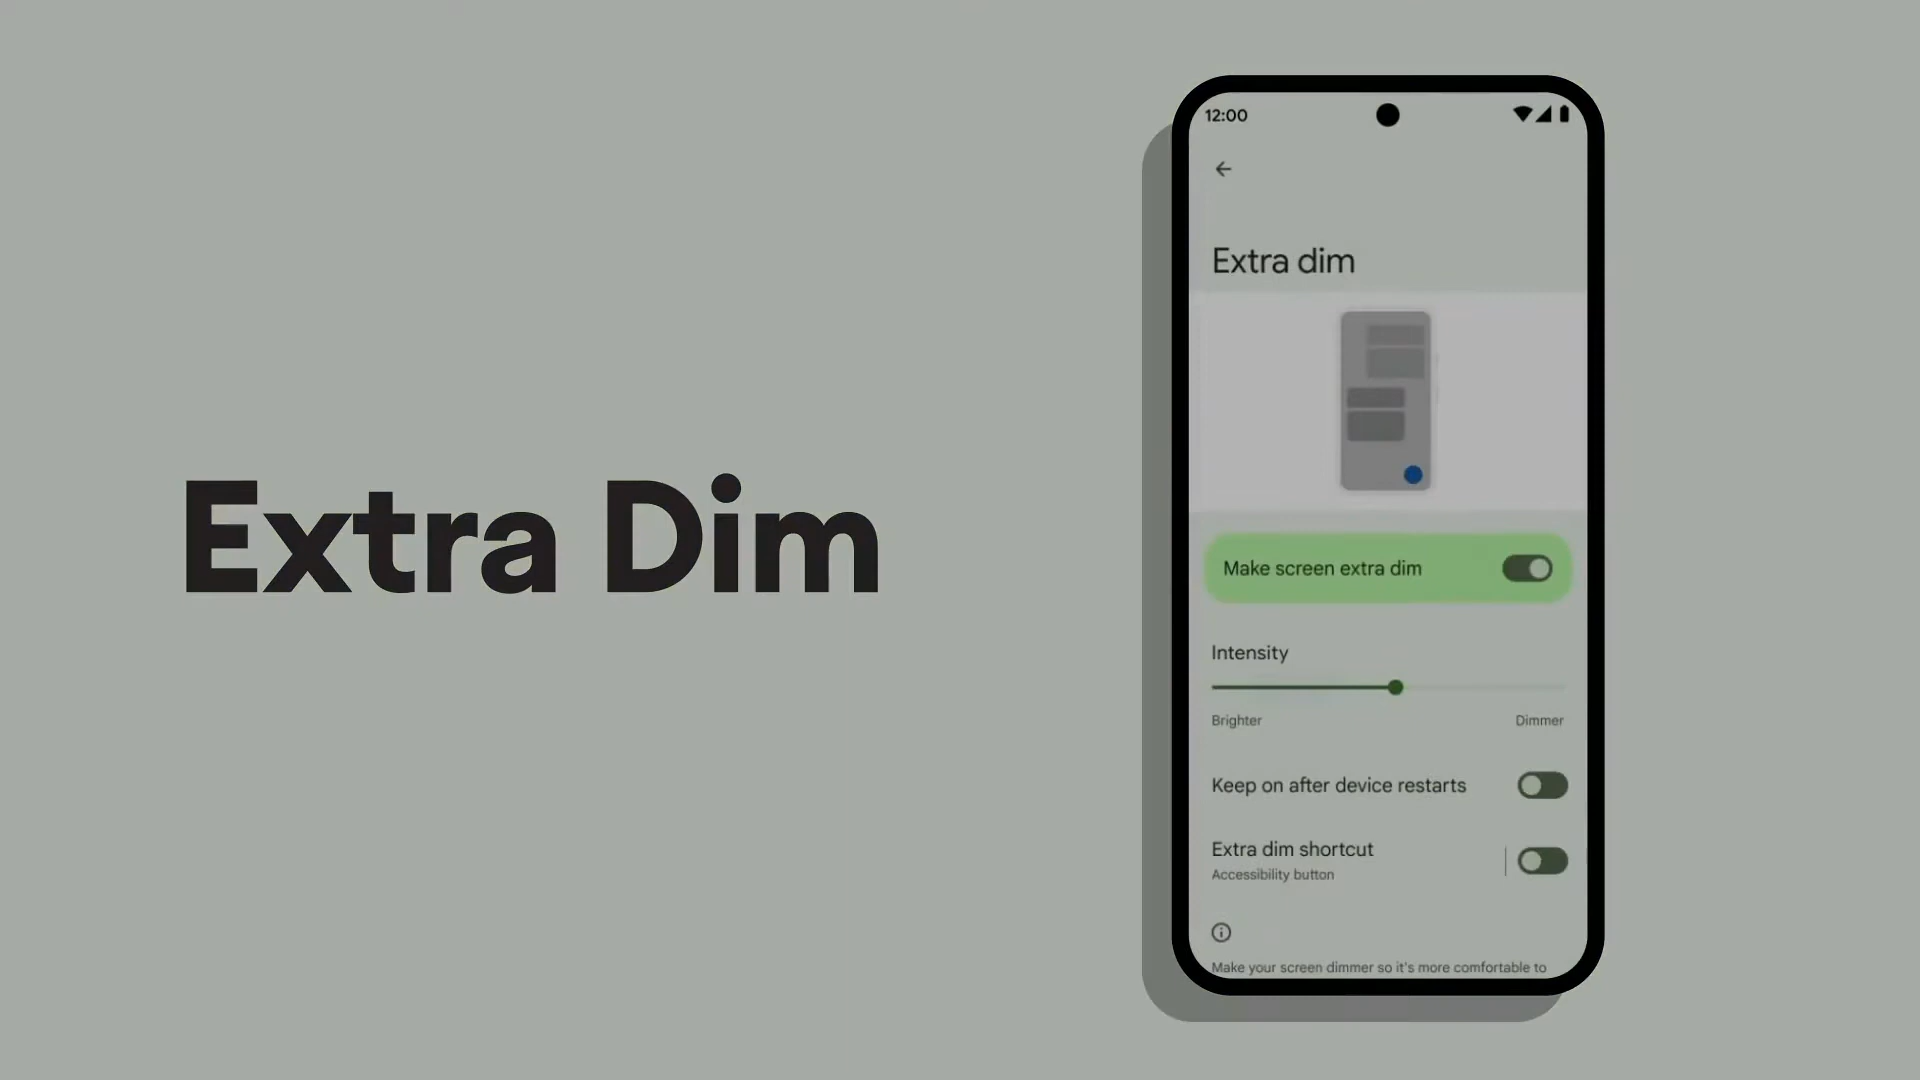 Extra Dim
12:00
Extra dim
Make screen extra dim
Intensity
Brighter
Dimmer
Keep on after device restarts
Extra dim shortcut
Accessibility button
Make your screen dimmer so it's more comfortable to